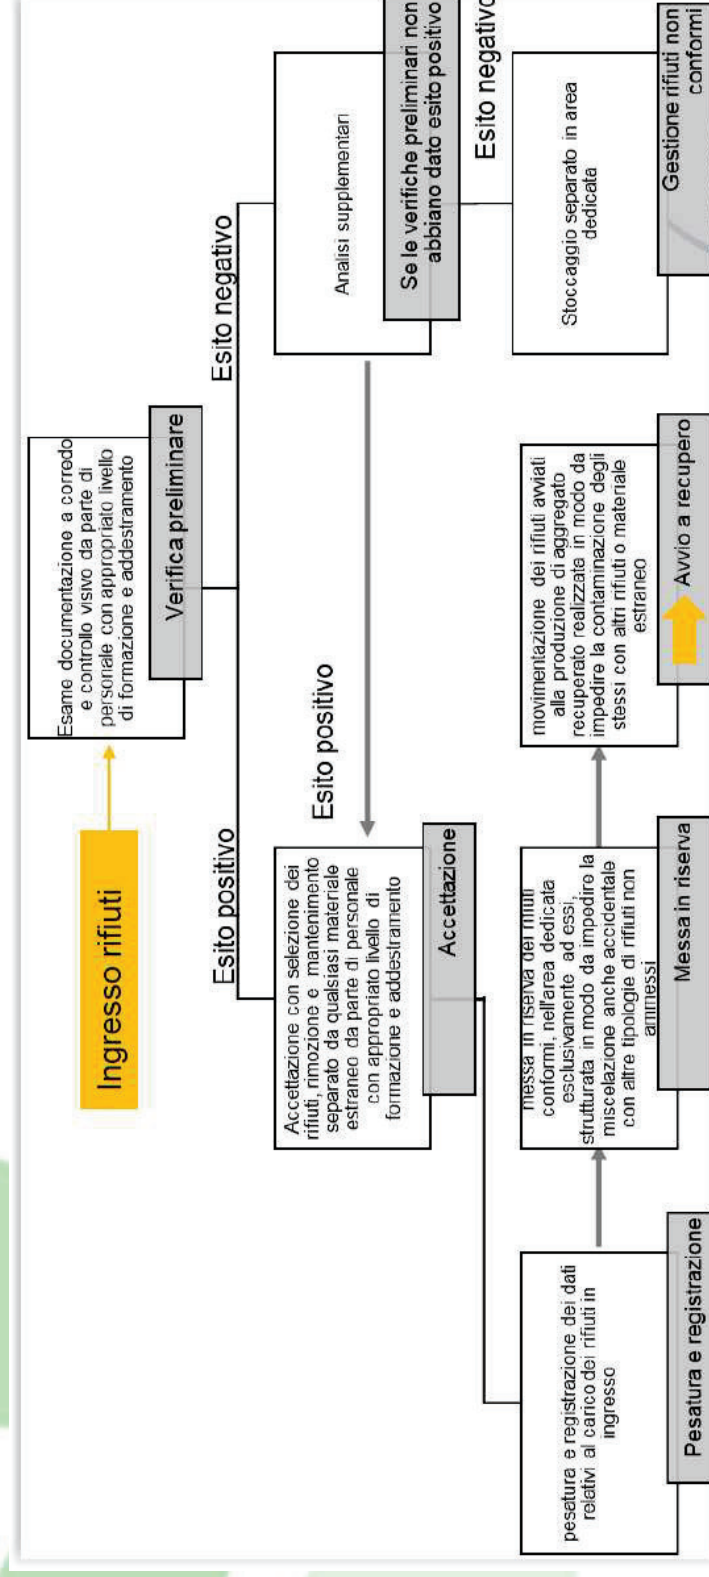 Ingresso rifiuti
Esame documentazione a corredo
e controllo visivo da parte di
personale con appropriato livello
di formazione e addestramento
Verifica preliminare
Esito positivo
Esito negativo
Accettazione con selezione dei
rifiuti, rimozione e mantenimento
separato da qualsiasi materiale
estraneo da parte di personale
con appropriato livello di
formazione e addestramento
Accettazione
Esito positivo
Analisi supplementari
Se le verifiche preliminari non
abbiano dato esito positivo
Esito negativo
pesatura e registrazione dei dati
relativi al carico dei rifiuti in
ingresso
Pesatura e registrazione
messa in riserva dei rifiuti
conformi, nell'area dedicata
esclusivamente ad essi,
strutturata in modo da impedire la
miscelazione anche accidentale
con altre tipologie di rifiuti non
ammessi
Messa in riserva
movimentazione dei rifiuti avviati
alla produzione di aggregato
recuperato realizzata in modo da
impedire la contaminazione degli
stessi con altri rifiuti o materiale
estraneo
Avvio a recupero
Stoccaggio separato in area
dedicata
Gestione rifiuti non
conformi